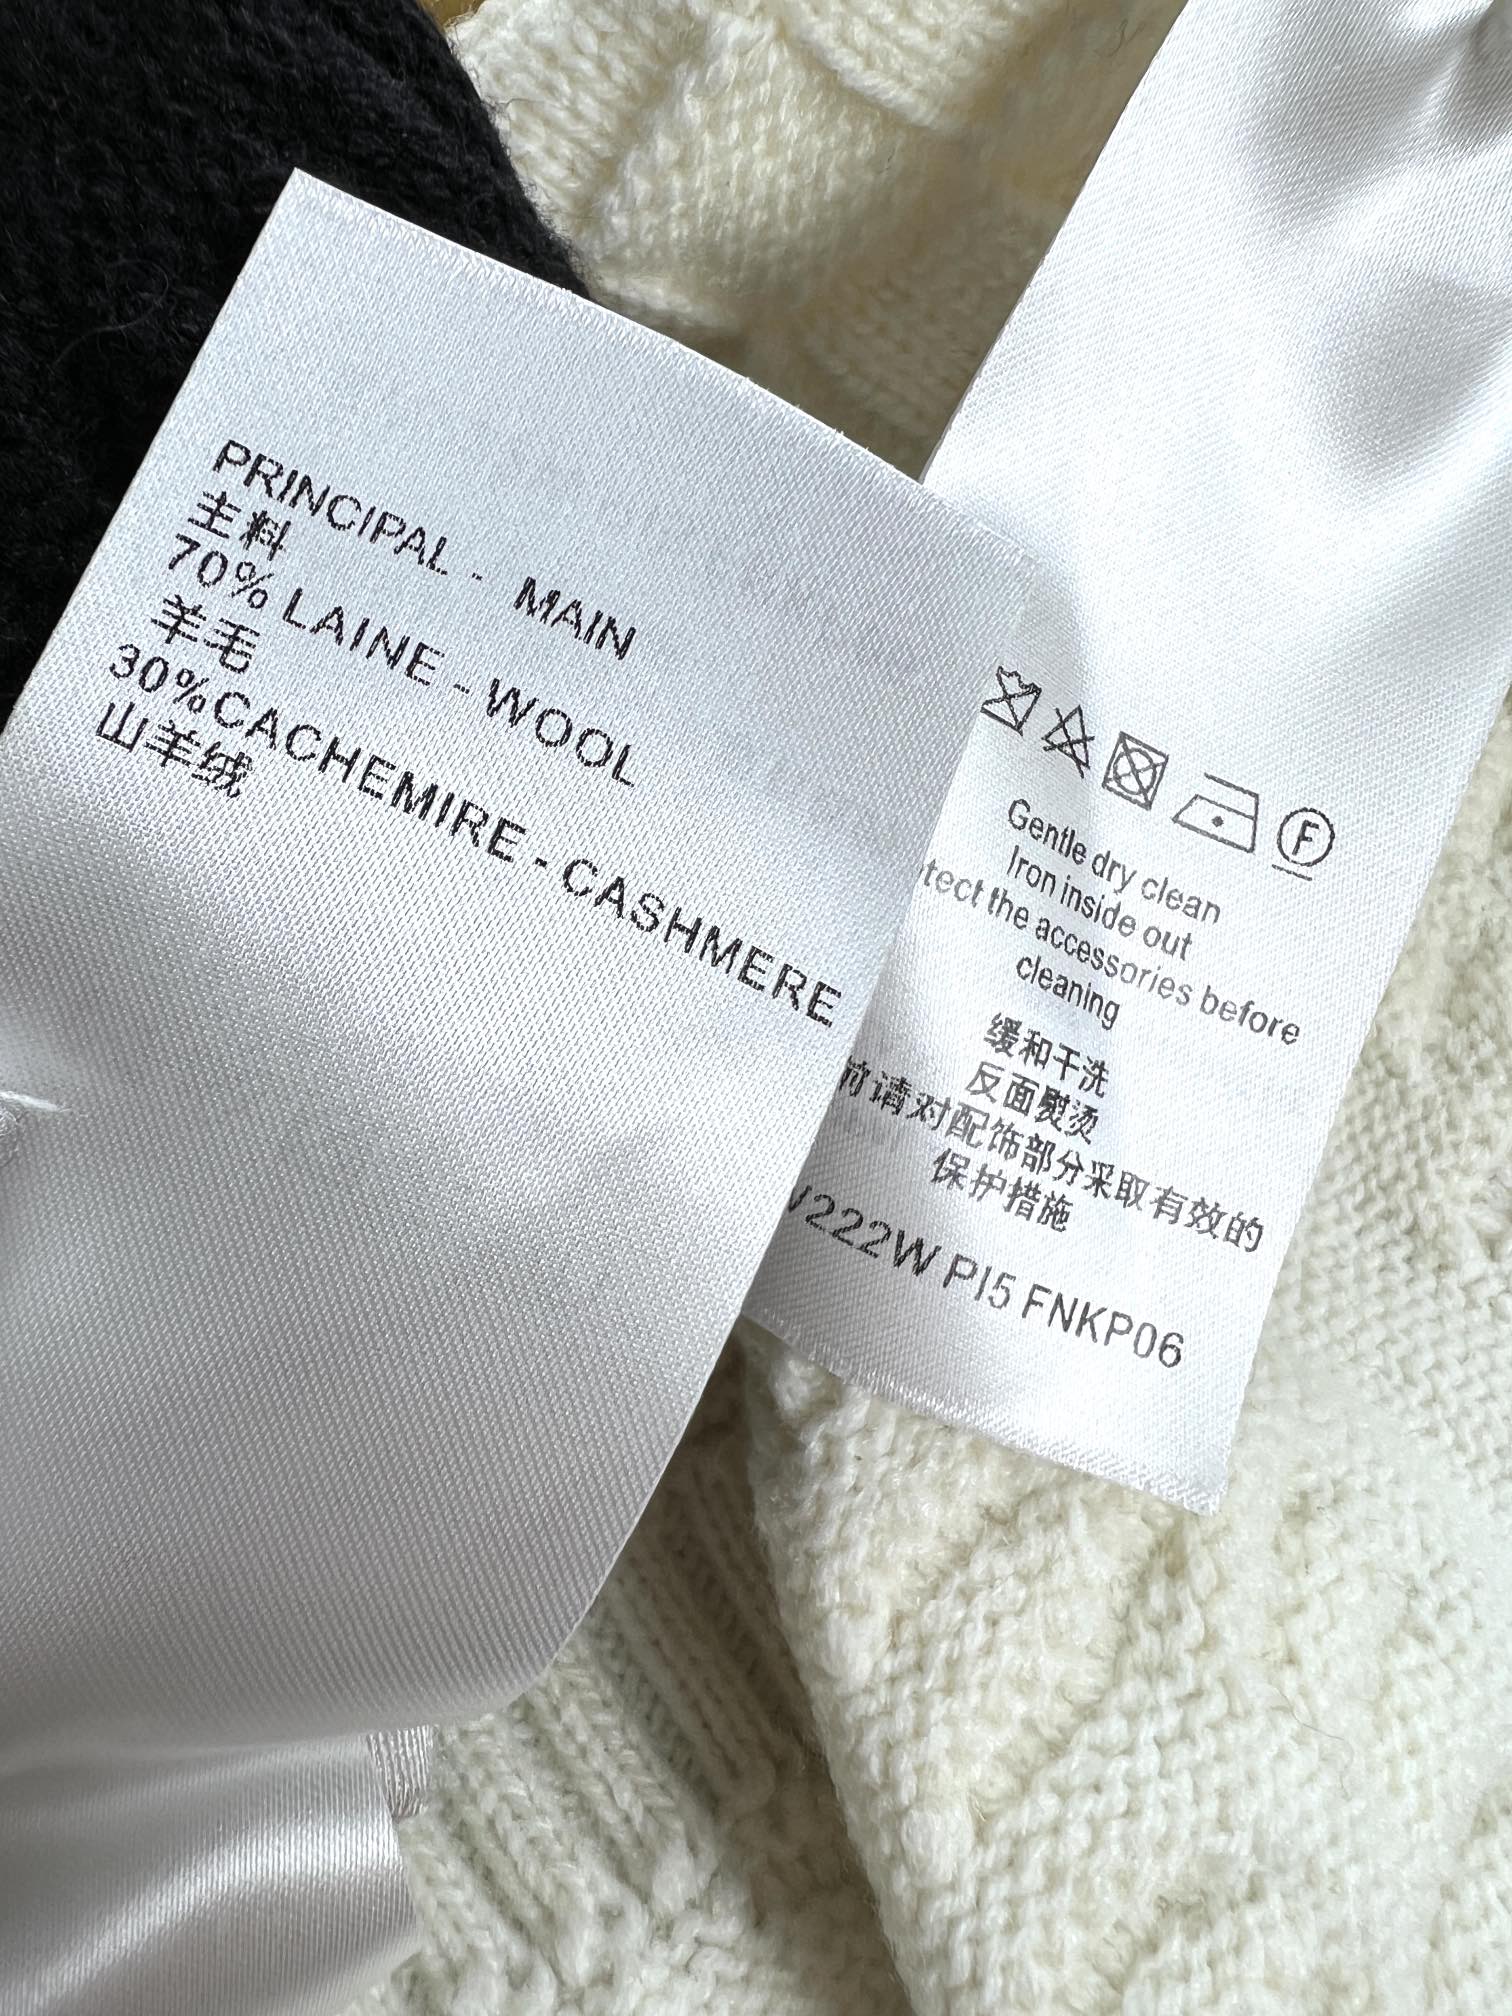 PRINCIPAL - MAIN
主料
70% LAINE - WOOL
羊毛
30%CACHEMIRE - CASHMERE
山羊绒
F
Gentle dry clean
Iron inside out
the accessories before
cleaning
缓和干洗
反面熨烫
前请对配饰部分采取有效的
保护措施
V222W PI5 FNKP06